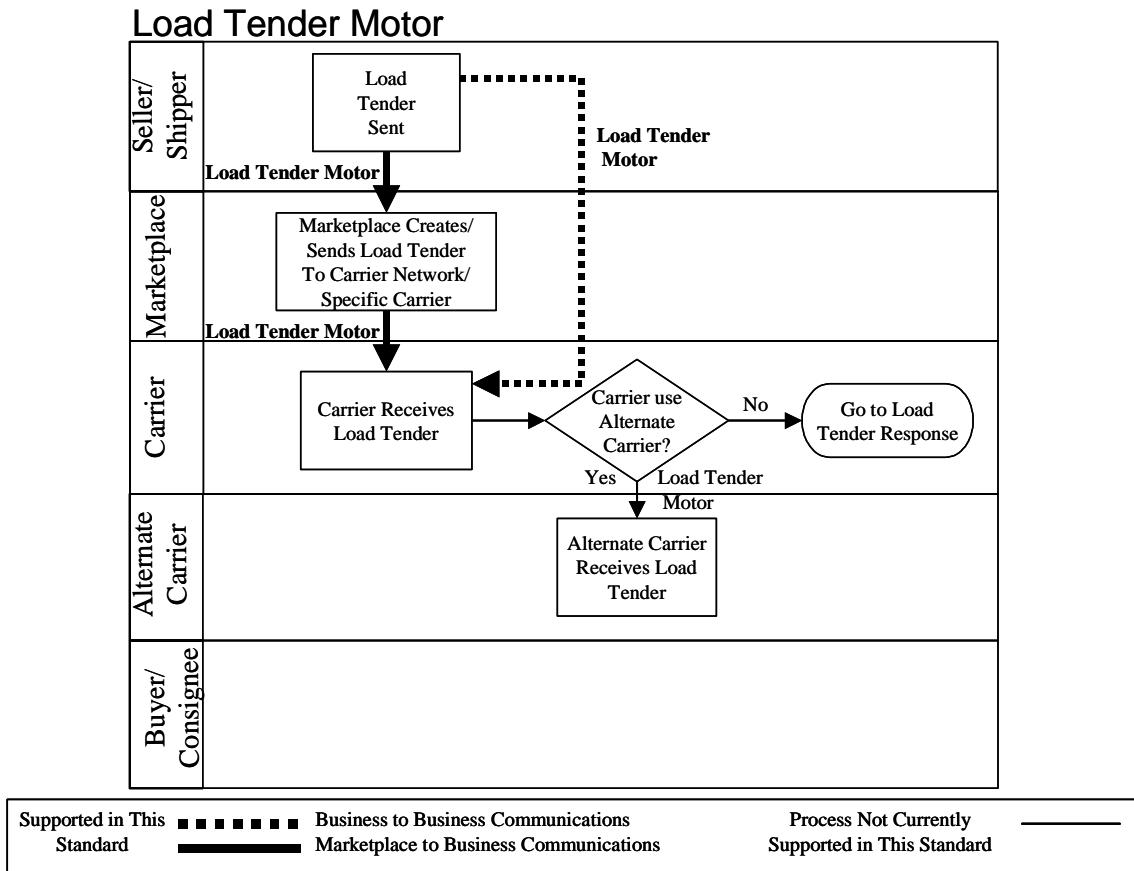 Load Tender Motor
Seller/
Shipper
Load
Tender
Sent
Load Tender
Motor
Load Tender Motor
Marketplace
Marketplace Creates/
Sends Load Tender
To Carrier Network/
Specific Carrier
Load Tender Motor
Carrier
Carrier Receives
Load Tender
Carrier use
Alternate
Carrier?
No
Go to Load
Tender Response
Yes
Load Tender
Motor
Alternate
Carrier
Alternate Carrier
Receives Load
Tender
Buyer/
Consignee
Supported in This
Standard
Business to Business Communications
Marketplace to Business Communications
Process Not Currently
Supported in This Standard